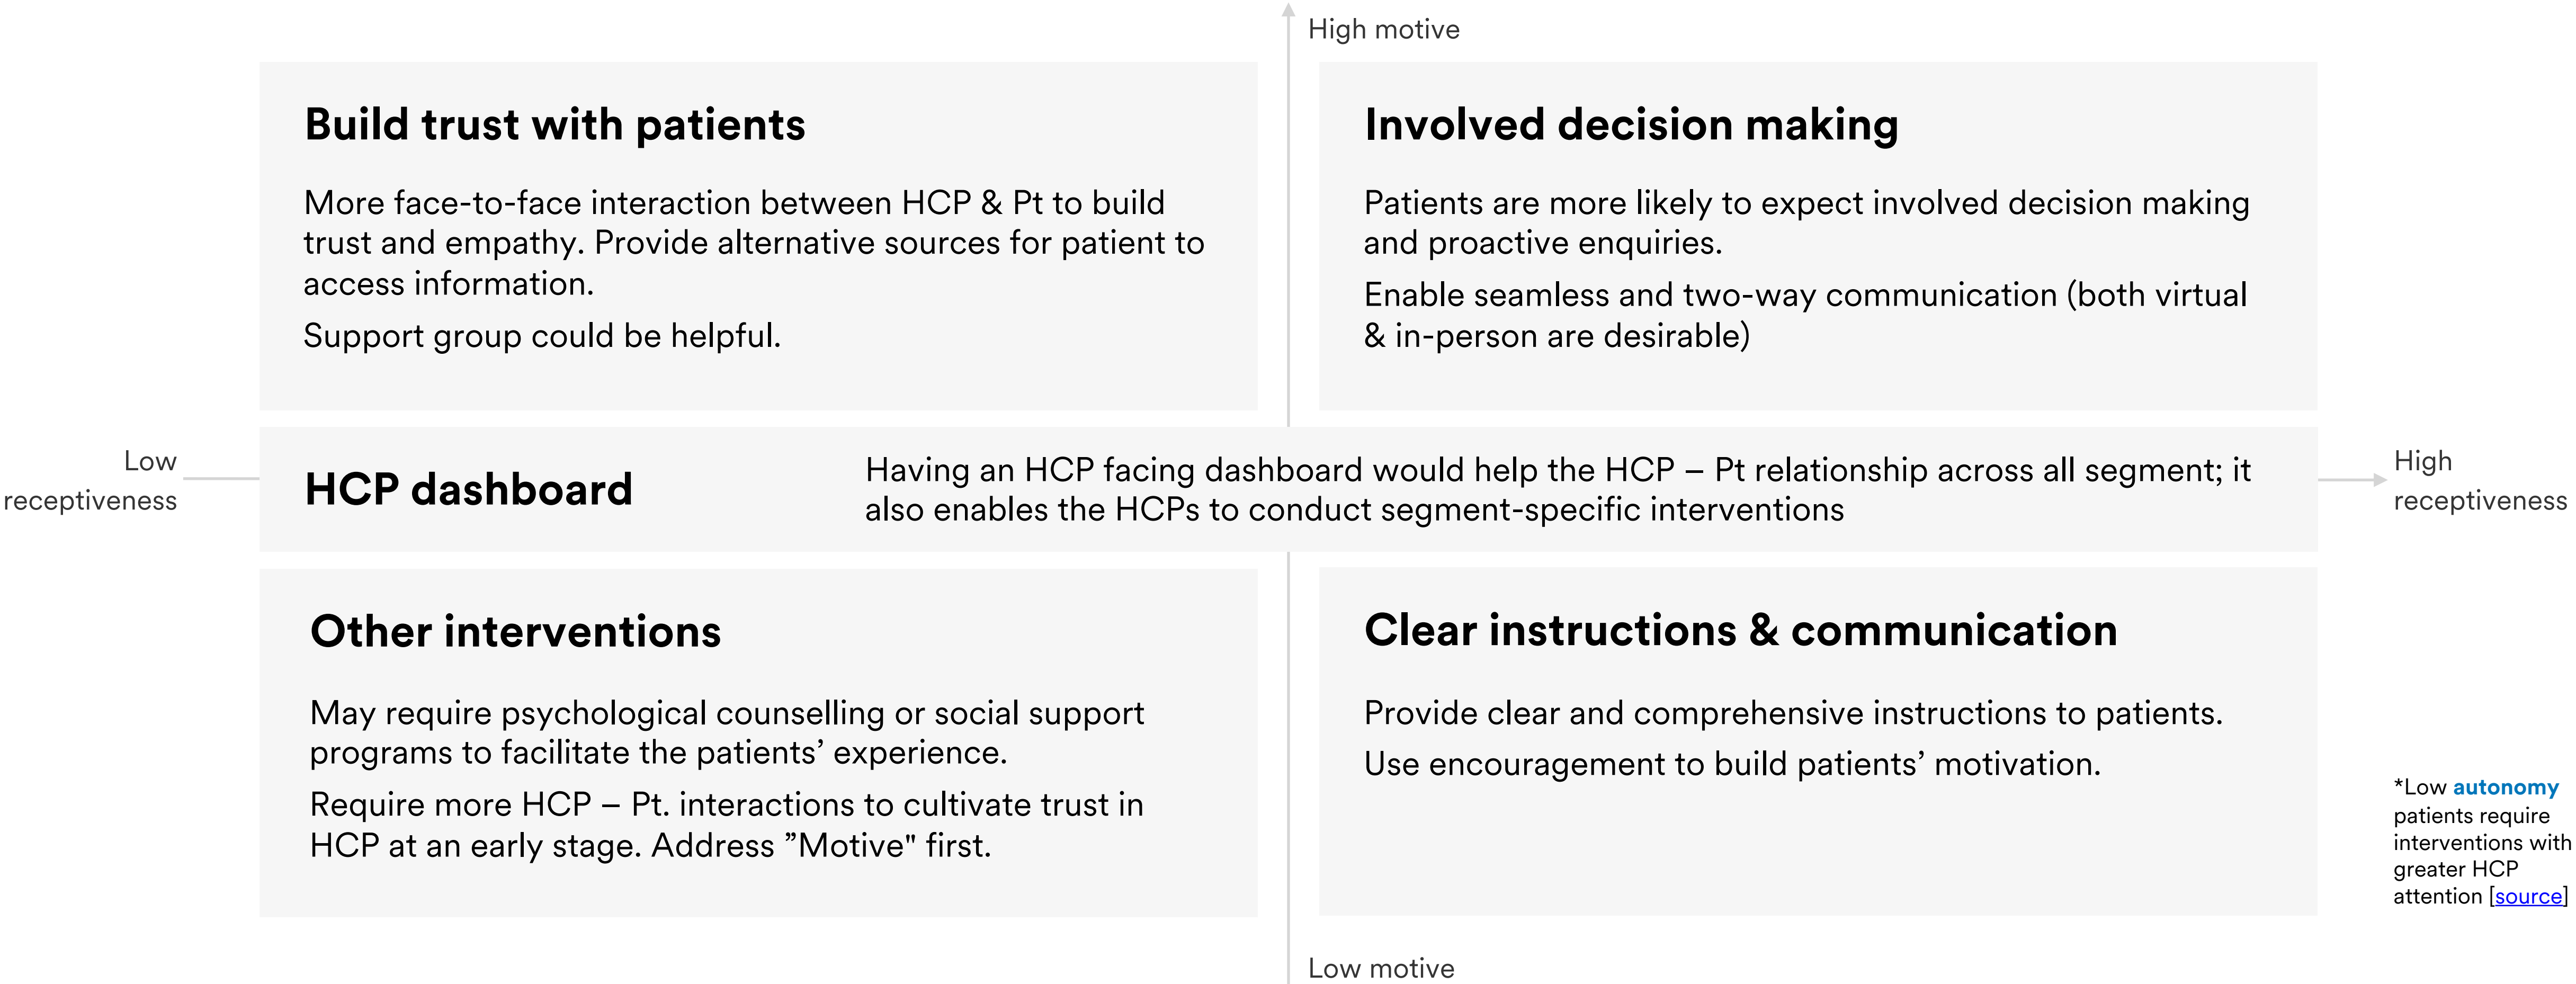 High motive
Build trust with patients
More face-to-face interaction between HCP & Pt to build
trust and empathy. Provide alternative sources for patient to
access information.
Support group could be helpful.
Involved decision making
Patients are more likely to expect involved decision making
and proactive enquiries.
Enable seamless and two-way communication (both virtual
& in-person are desirable)
Low
receptiveness
HCP dashboard
Having an HCP facing dashboard would help the HCP – Pt relationship across all segment; it
also enables the HCPs to conduct segment-specific interventions
High
receptiveness
Other interventions
May require psychological counselling or social support
programs to facilitate the patients’ experience.
Require more HCP – Pt. interactions to cultivate trust in
HCP at an early stage. Address ”Motive" first.
Clear instructions & communication
Provide clear and comprehensive instructions to patients.
Use encouragement to build patients’ motivation.
*Low autonomy
patients require
interventions with
greater HCP
attention [source]
Low motive